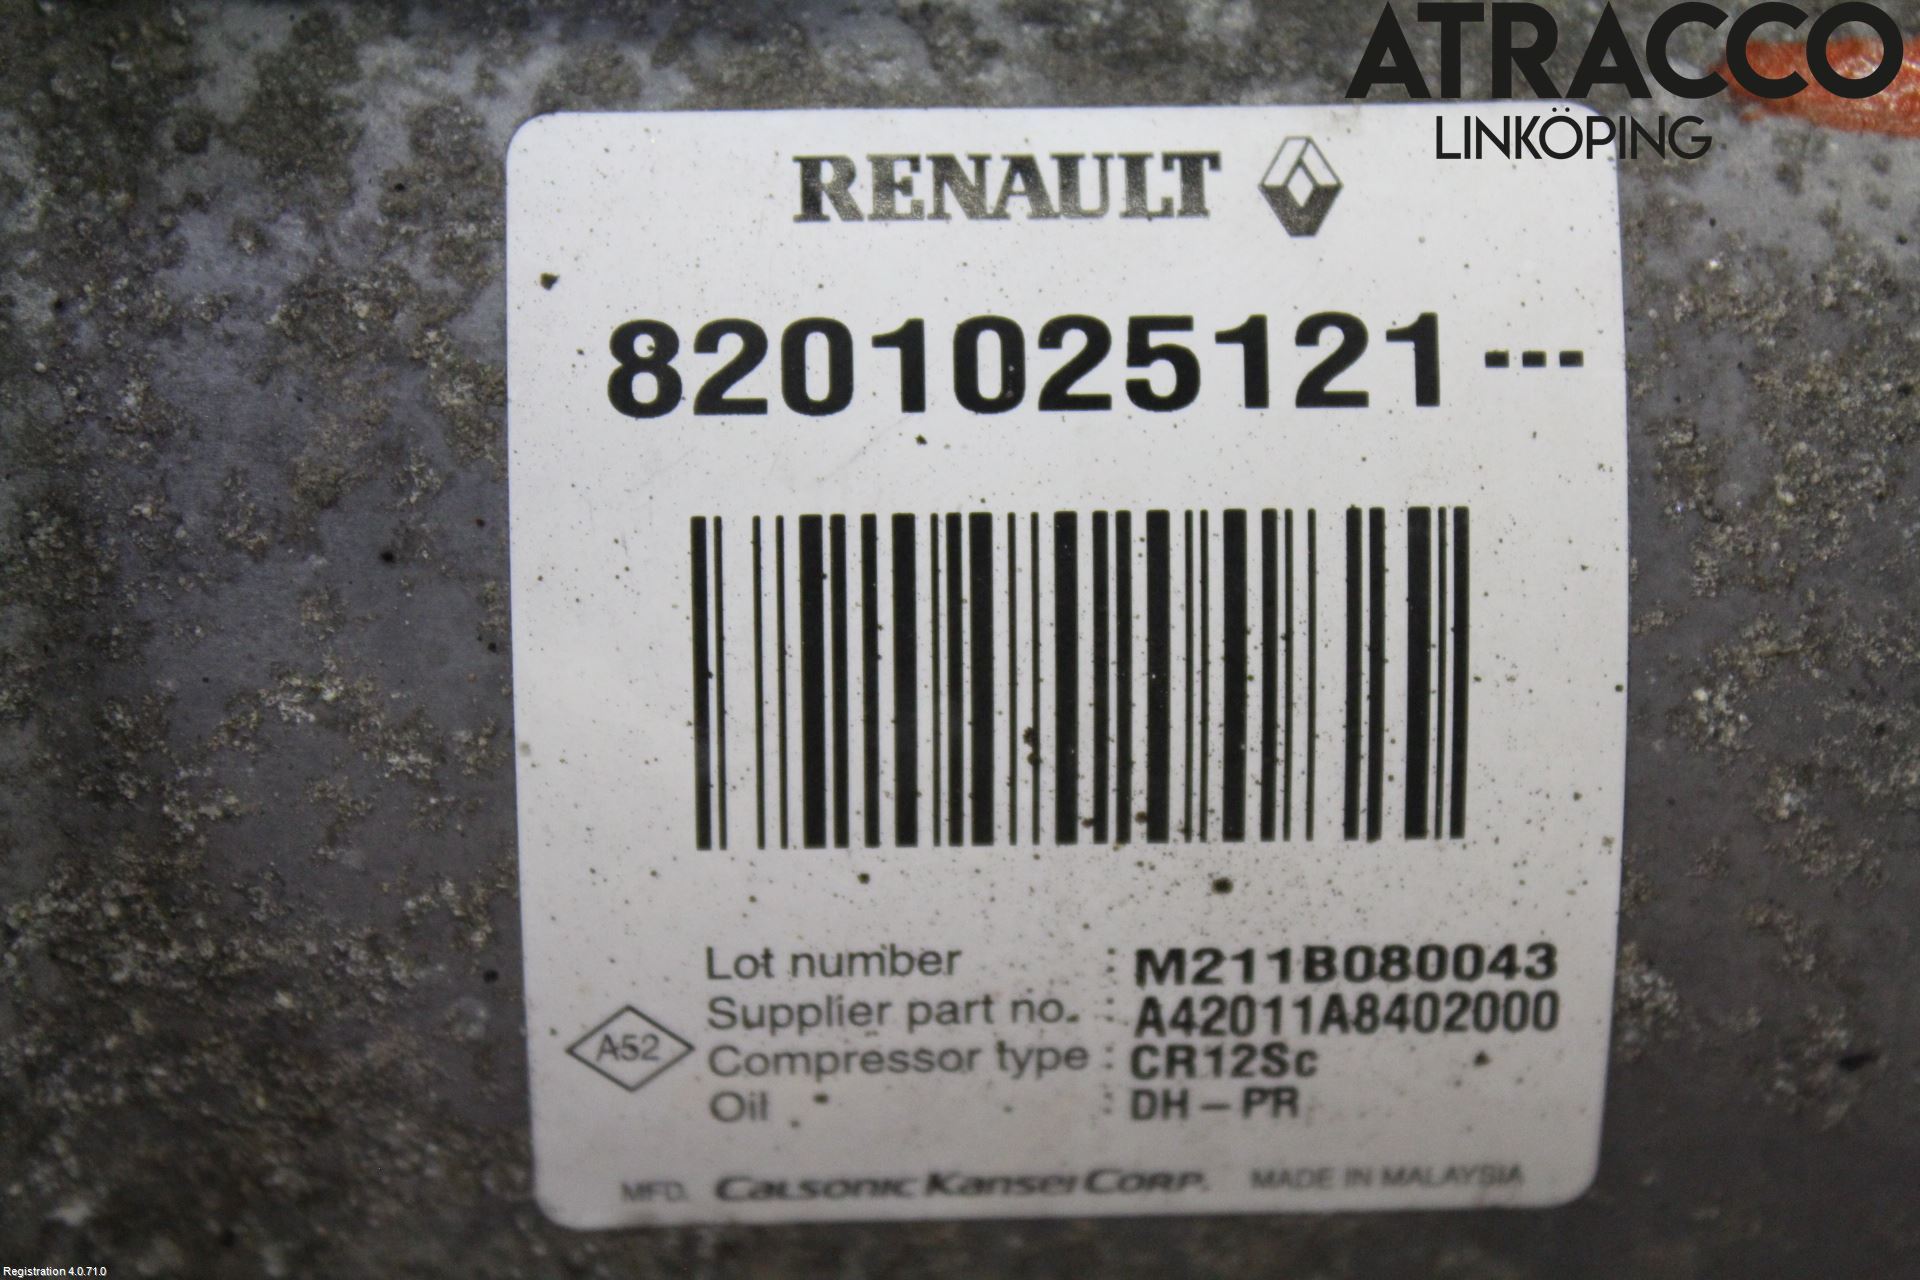 ATRACCO
LINKÖPING
RENAULT
8201025121---
Lot number : M211B080043
Supplier part no. : A42011A8402000
A52
Compressor type : CR12Sc
Oil : DH-PR
MFD. CALSONIC KANSEI CORP. MADE IN MALAYSIA
Registration 4.0.71.0